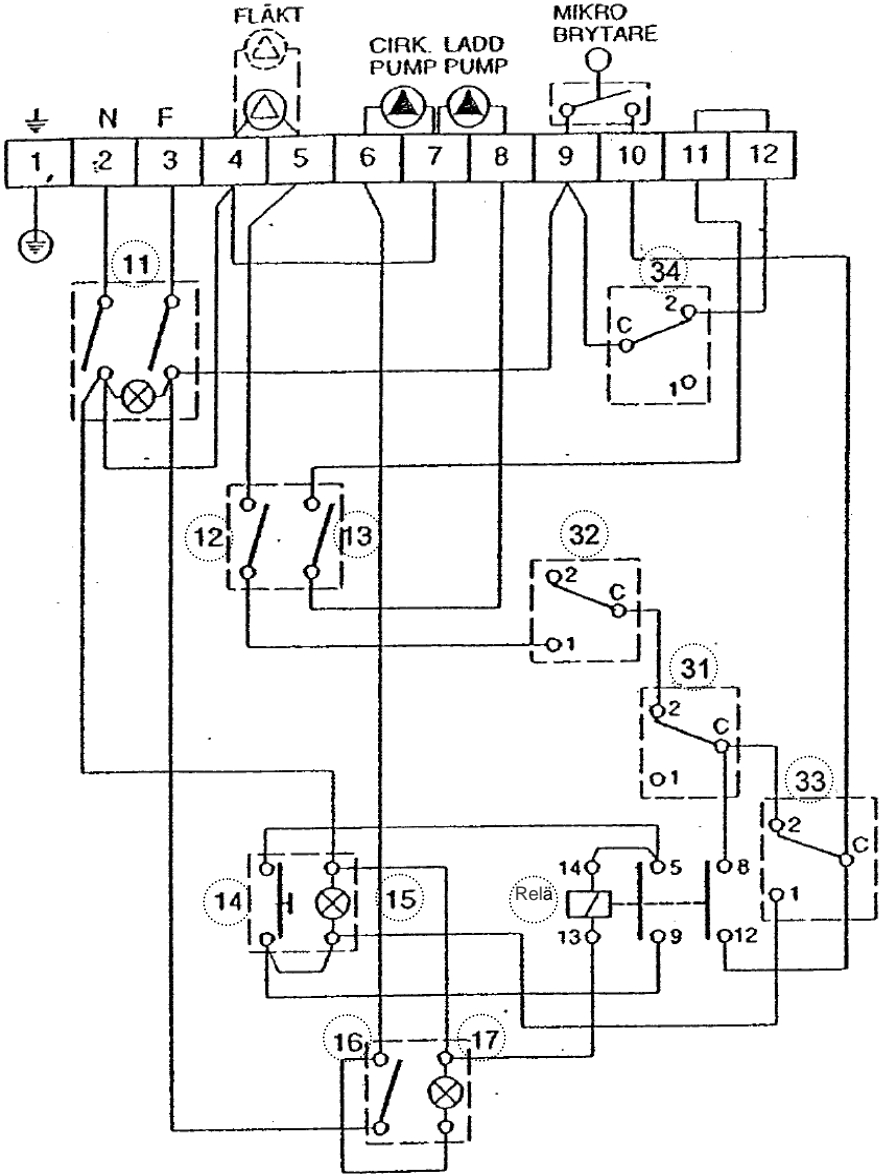 FLÄKT
MIKRO
BRYTARE
CIRK. LADD
PUMP PUMP
N F
1, 2 3 4 5 6 7 8 9 10 11 12
11
34
2
C
1
12 13
32
2
C
1
31
2
C
1
33
2
C
1
14 5 8
14 15 Relä
13 9 12
16 17